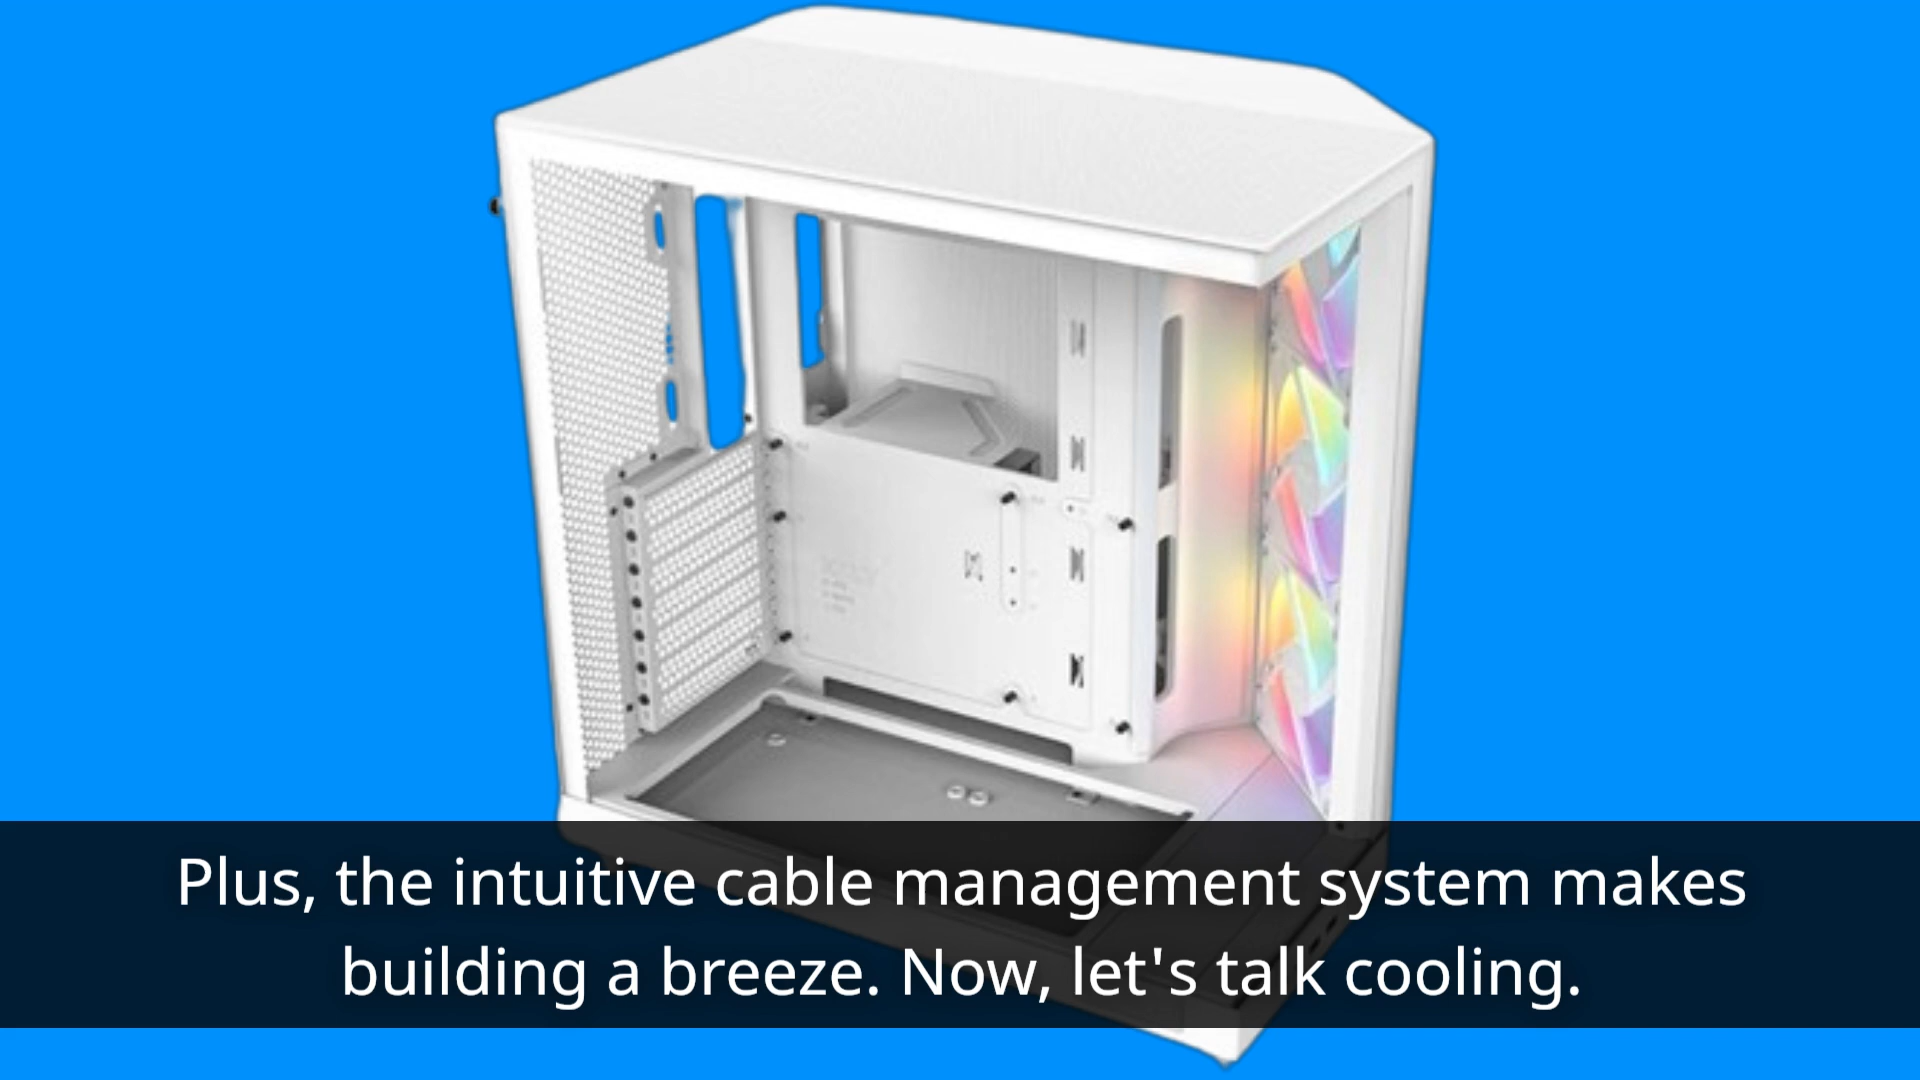 Plus, the intuitive cable management system makes
building a breeze. Now, let's talk cooling.